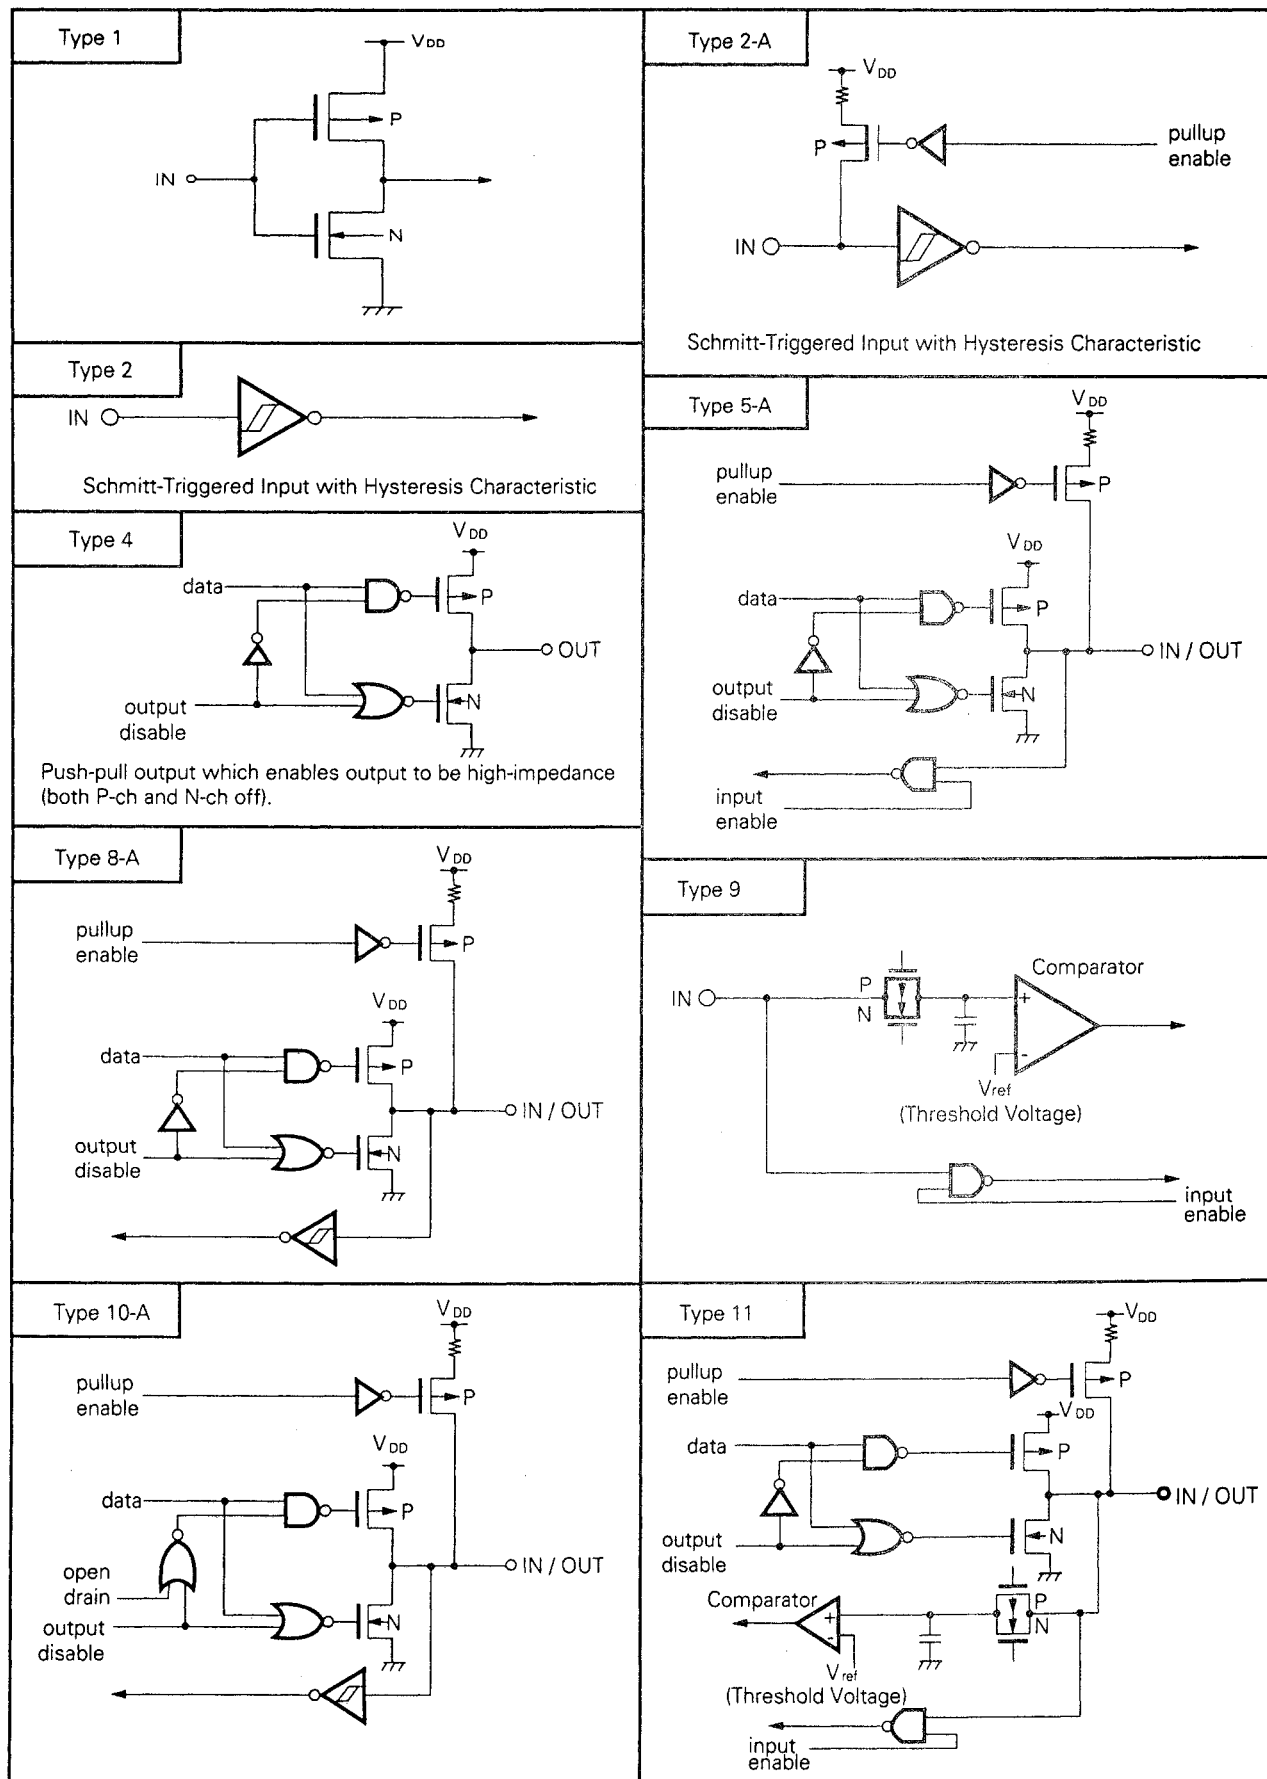 Type 1
VDD
P
IN
N
Type 2-A
VDD
P
pullup
enable
IN
Schmitt-Triggered Input with Hysteresis Characteristic
Type 2
IN
Schmitt-Triggered Input with Hysteresis Characteristic
Type 4
VDD
data
P
OUT
N
output
disable
Push-pull output which enables output to be high-impedance
(both P-ch and N-ch off).
Type 5-A
VDD
pullup
enable
P
VDD
data
P
IN / OUT
output
disable
N
input
enable
Type 8-A
VDD
pullup
enable
P
VDD
data
P
IN / OUT
output
disable
N
Type 9
Comparator
P
IN
N
+
-
Vref
(Threshold Voltage)
input
enable
Type 10-A
VDD
pullup
enable
P
VDD
data
P
IN / OUT
open
drain
output
disable
N
Type 11
VDD
pullup
enable
P
VDD
data
P
IN / OUT
output
disable
N
Comparator
P
N
+
-
Vref
(Threshold Voltage)
input
enable